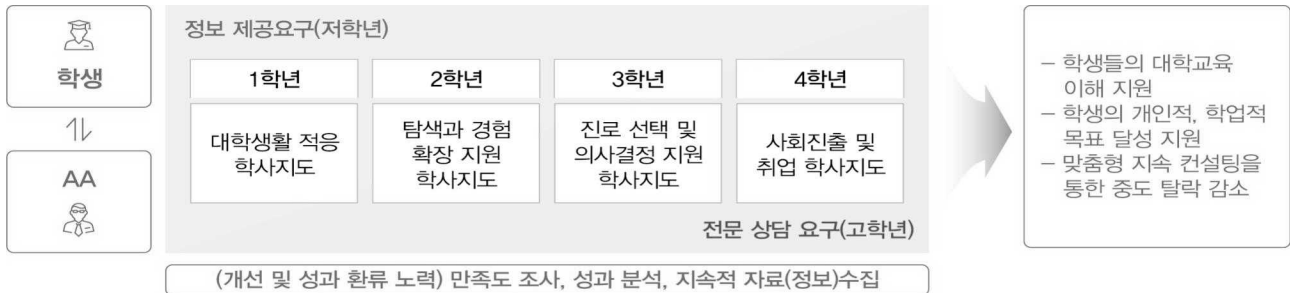 학생
AA
정보 제공요구(저학년)
1학년
대학생활 적응
학사지도
2학년
탐색과 경험
확장 지원
학사지도
3학년
진로 선택 및
의사결정 지원
학사지도
4학년
사회진출 및
취업 학사지도
전문 상담 요구(고학년)
(개선 및 성과 환류 노력) 만족도 조사, 성과 분석, 지속적 자료(정보)수집
– 학생들의 대학교육
이해 지원
– 학생의 개인적, 학업적
목표 달성 지원
– 맞춤형 지속 컨설팅을
통한 중도 탈락 감소